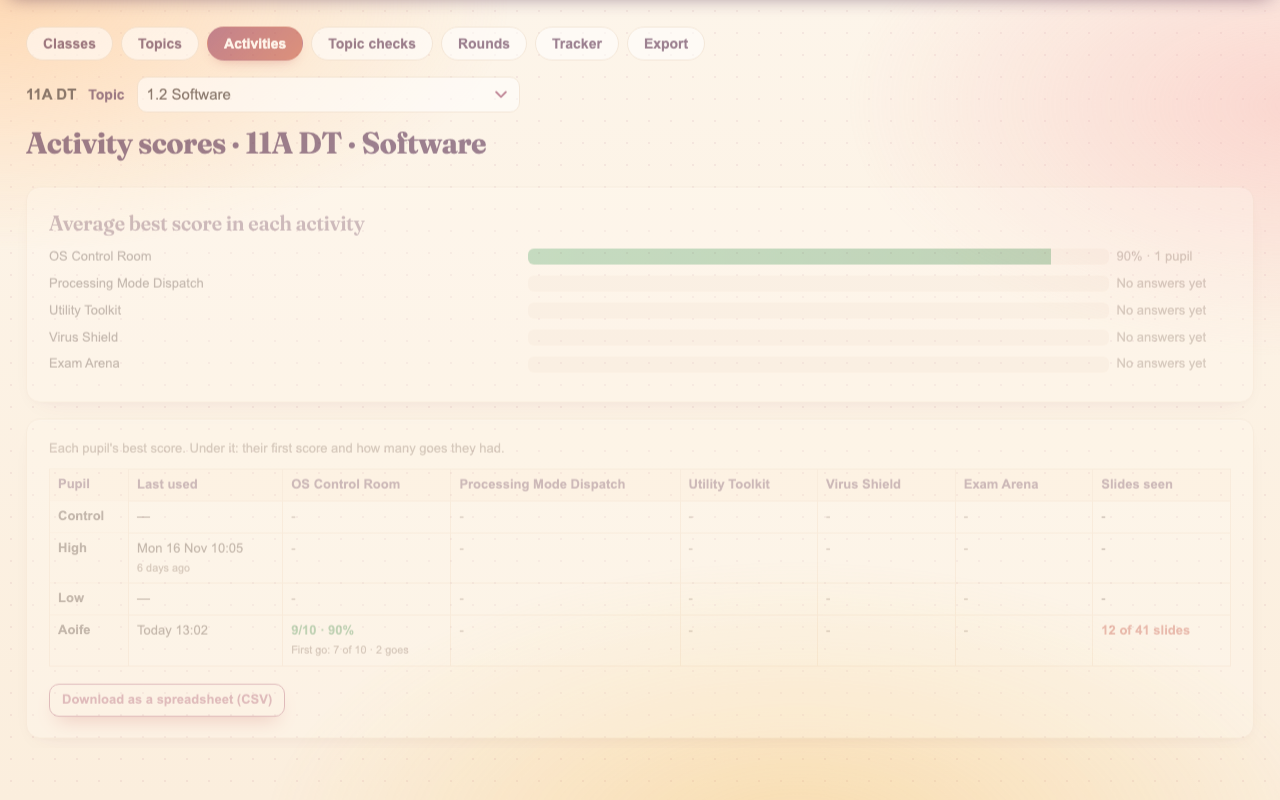 Classes Topics Activities Topic checks Rounds Tracker Export
11A DT Topic 1.2 Software
Activity scores · 11A DT · Software
Average best score in each activity
OS Control Room 90% · 1 pupil
Processing Mode Dispatch No answers yet
Utility Toolkit No answers yet
Virus Shield No answers yet
Exam Arena No answers yet
Each pupil's best score. Under it: their first score and how many goes they had.
Pupil Last used OS Control Room Processing Mode Dispatch Utility Toolkit Virus Shield Exam Arena Slides seen
Control — - - - - - -
High Mon 16 Nov 10:05 - - - - - -
6 days ago
Low — - - - - - -
Aoife Today 13:02 9/10 · 90% - - - - 12 of 41 slides
First go: 7 of 10 · 2 goes
Download as a spreadsheet (CSV)